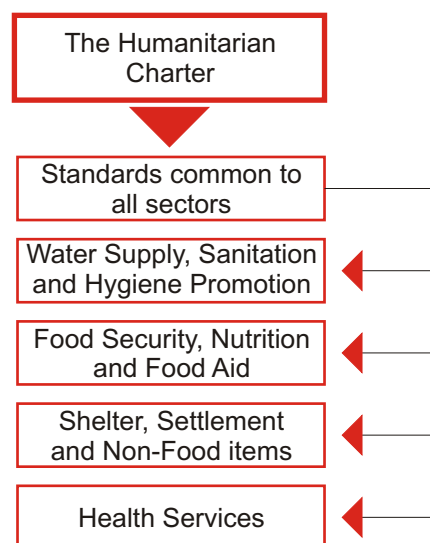 The Humanitarian
Charter
Standards common to
all sectors
Water Supply, Sanitation
and Hygiene Promotion
Food Security, Nutrition
and Food Aid
Shelter, Settlement
and Non-Food items
Health Services